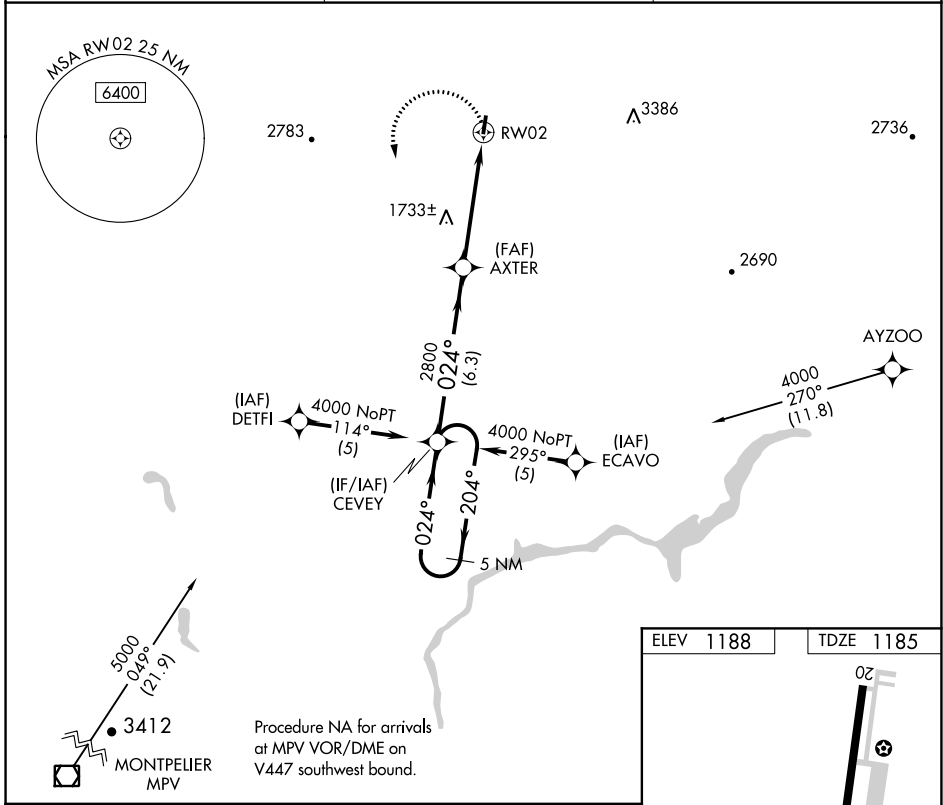 MSA RW02 25 NM
6400
2783
3386
2736
RW02
1733±
(FAF)
AXTER
2690
AYZOO
4000
270°
(11.8)
2800
024°
(6.3)
(IAF)
DETFI
4000 NoPT
114°
(5)
4000 NoPT
295°
(5)
(IAF)
ECAVO
(IF/IAF)
CEVEY
024°
204°
5 NM
5000
049°
(21.9)
3412
MONTPELIER
MPV
Procedure NA for arrivals
at MPV VOR/DME on
V447 southwest bound.
ELEV 1188
TDZE 1185
20